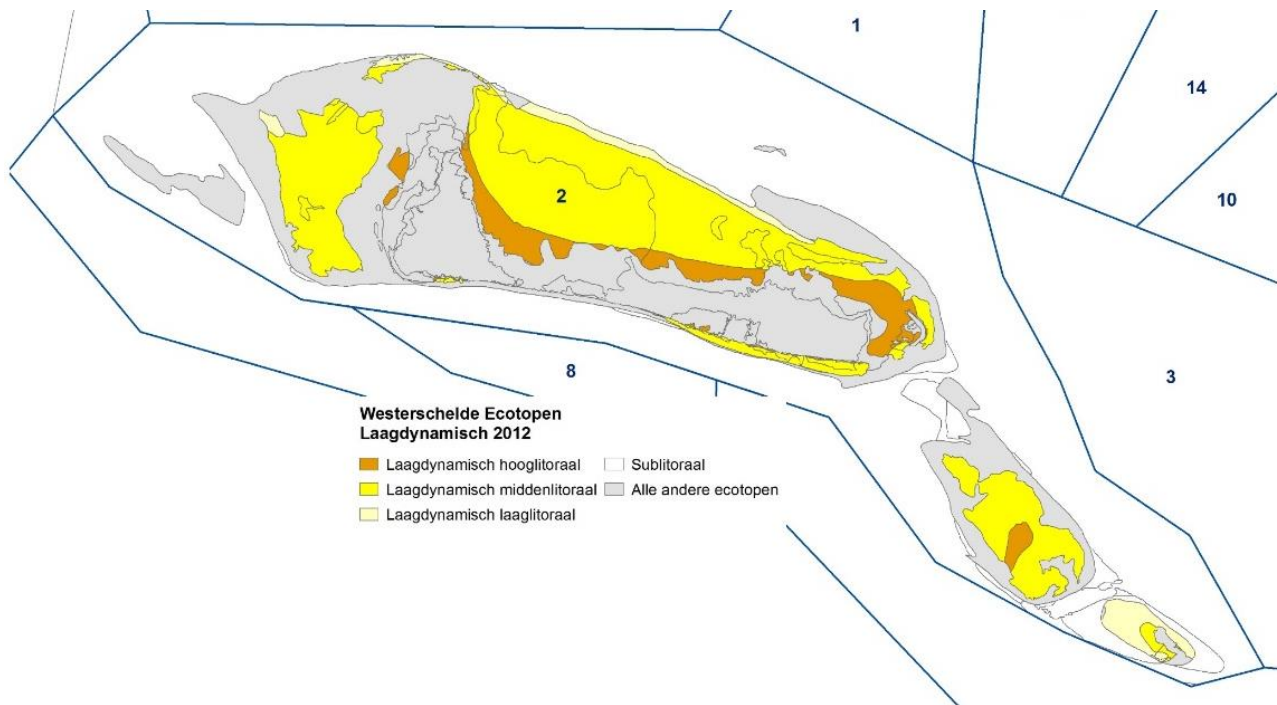 1
14
10
2
3
8
Westerschelde Ecotopen
Laagdynamisch 2012
Laagdynamisch hooglitoraal
Sublitoraal
Laagdynamisch middenlitoraal
Alle andere ecotopen
Laagdynamisch laaglitoraal